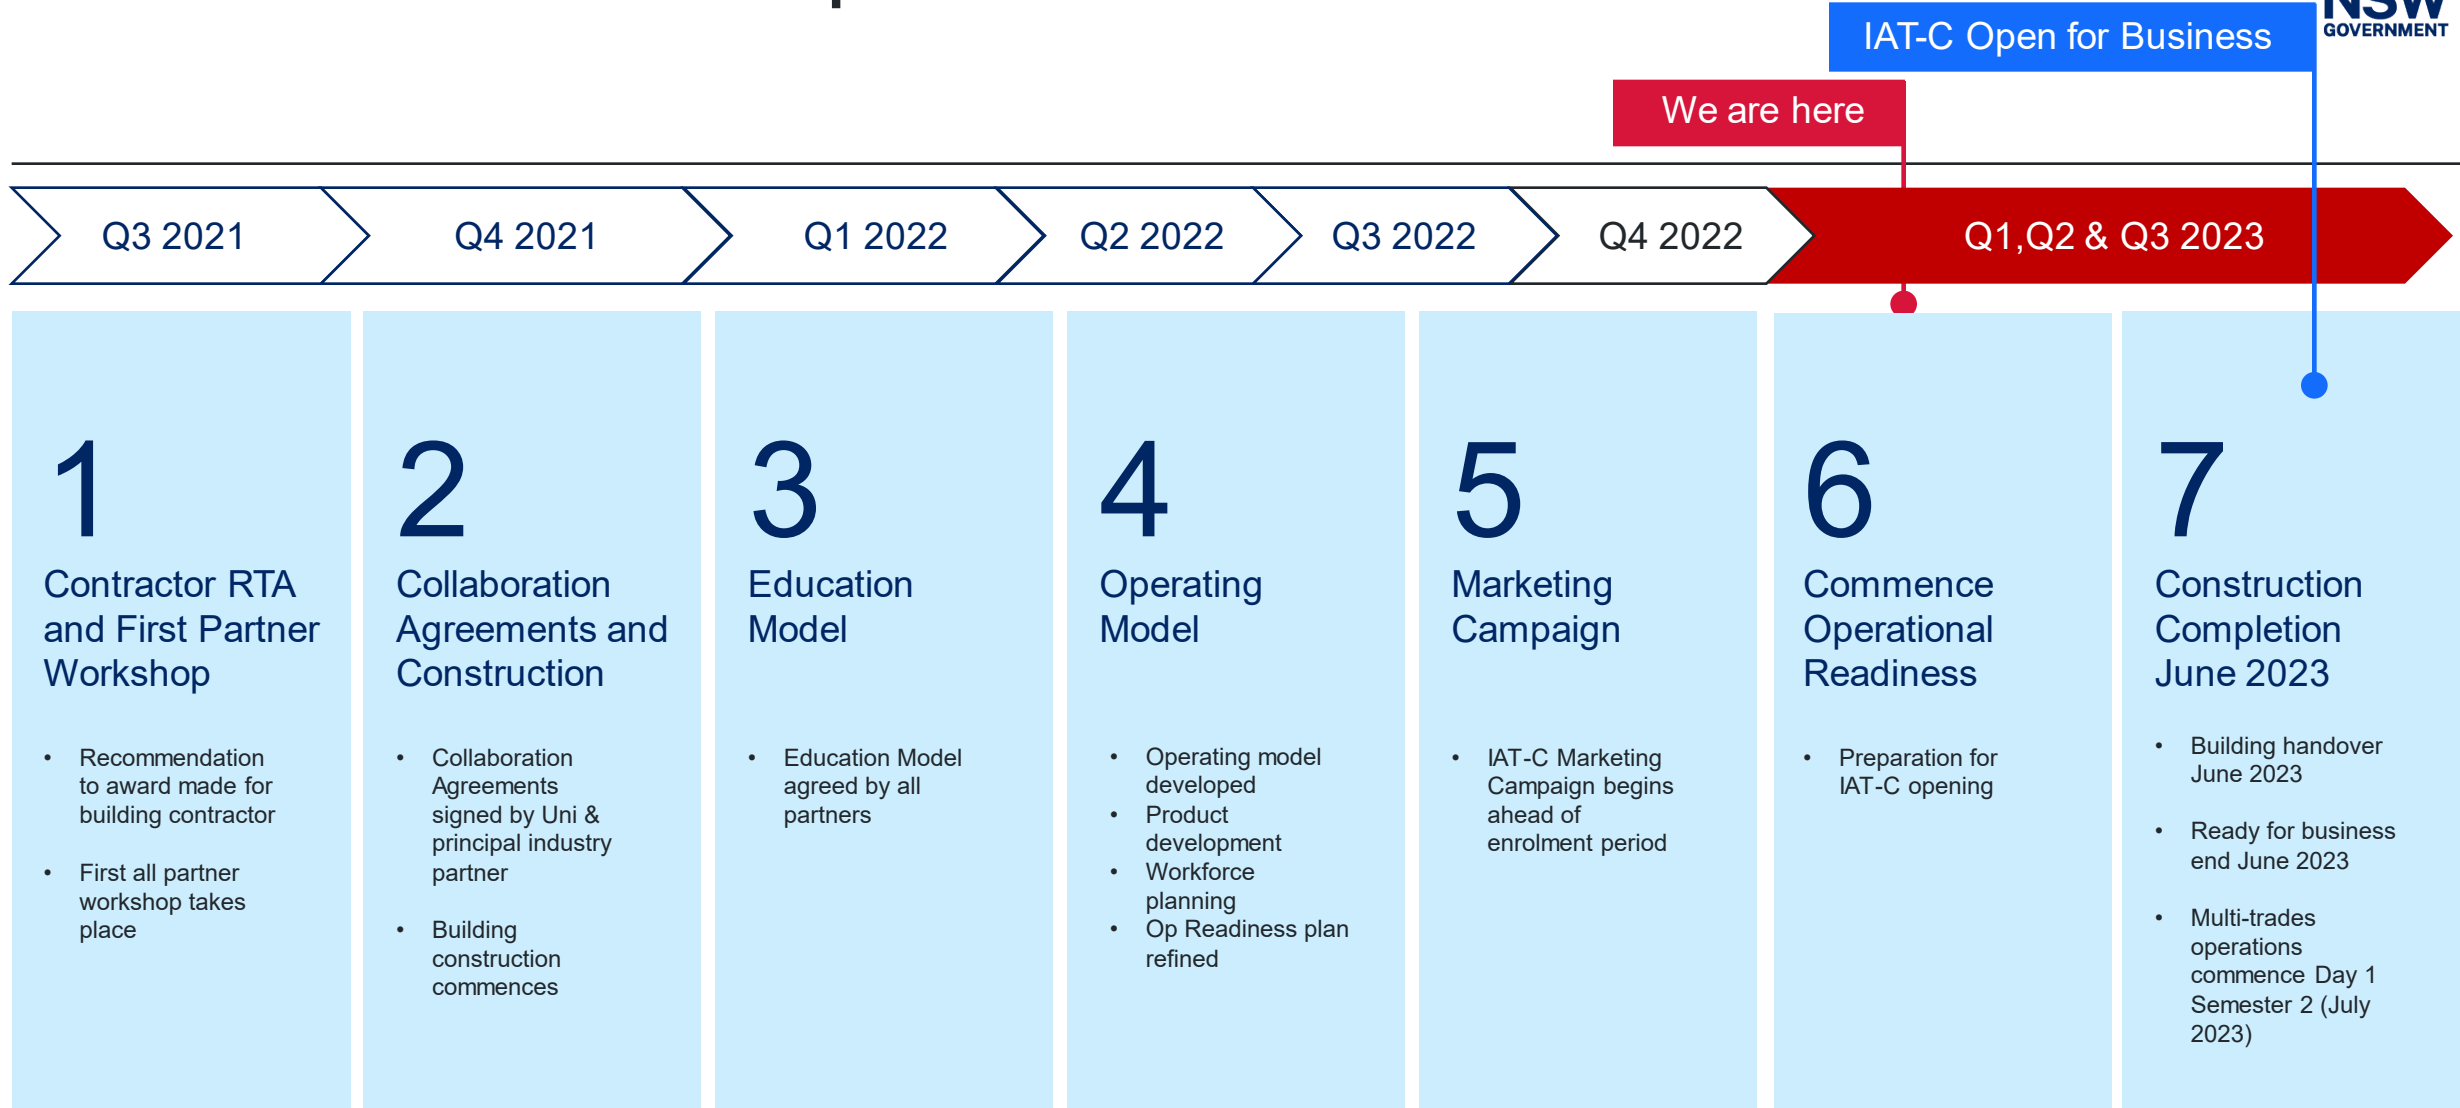 NSW
GOVERNMENT
IAT-C Open for Business
We are here
Q3 2021
Q4 2021
Q1 2022
Q2 2022
Q3 2022
Q4 2022
Q1,Q2 & Q3 2023
1
Contractor RTA
and First Partner
Workshop
• Recommendation
to award made for
building contractor
• First all partner
workshop takes
place
2
Collaboration
Agreements and
Construction
• Collaboration
Agreements
signed by Uni &
principal industry
partner
• Building
construction
commences
3
Education
Model
• Education Model
agreed by all
partners
4
Operating
Model
• Operating model
developed
• Product
development
• Workforce
planning
• Op Readiness plan
refined
5
Marketing
Campaign
• IAT-C Marketing
Campaign begins
ahead of
enrolment period
6
Commence
Operational
Readiness
• Preparation for
IAT-C opening
7
Construction
Completion
June 2023
• Building handover
June 2023
• Ready for business
end June 2023
• Multi-trades
operations
commence Day 1
Semester 2 (July
2023)